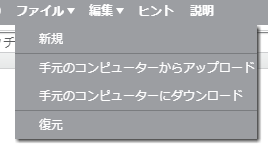 ファイル▼ 編集▼ ヒント 説明
新規
手元のコンピューターからアップロード
手元のコンピューターにダウンロード
復元